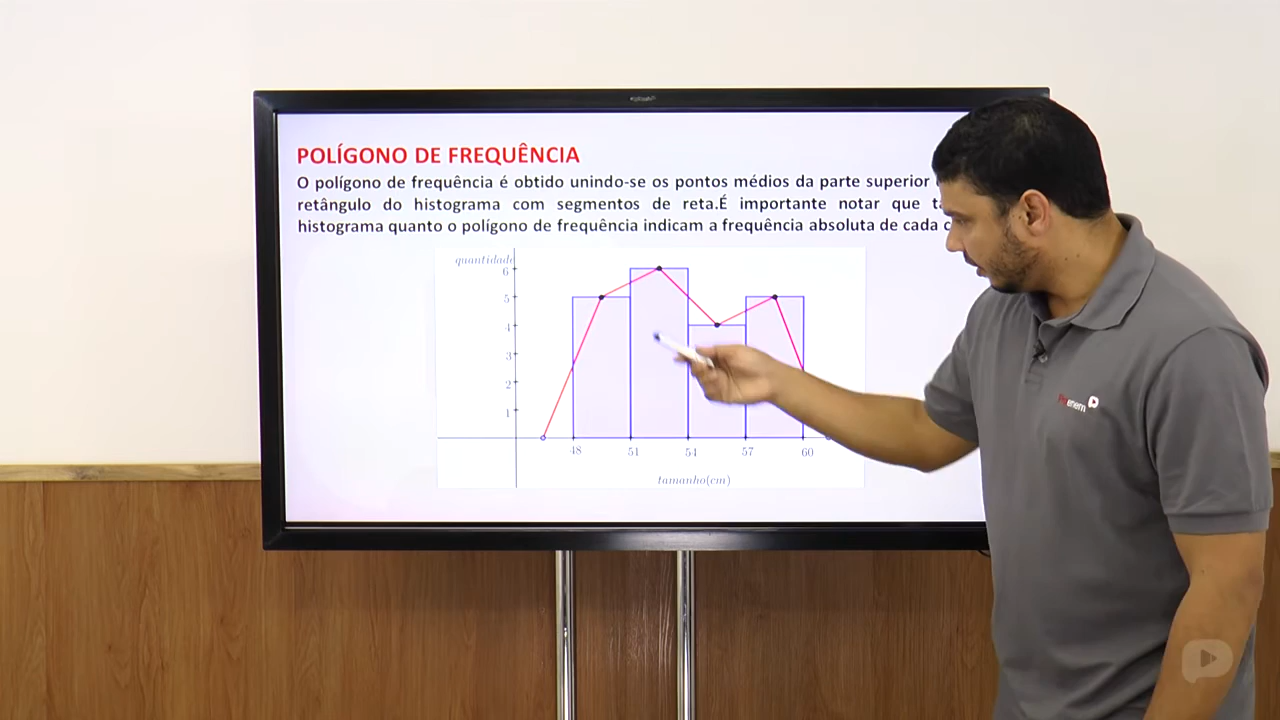 POLÍGONO DE FREQUÊNCIA
O polígono de frequência é obtido unindo-se os pontos médios da parte superior
retângulo do histograma com segmentos de reta.É importante notar que
histograma quanto o polígono de frequência indicam a frequência absoluta de cada
quantidade
6
5
4
3
2
1
48 51 54 57 60
tamanho(cm)
enem